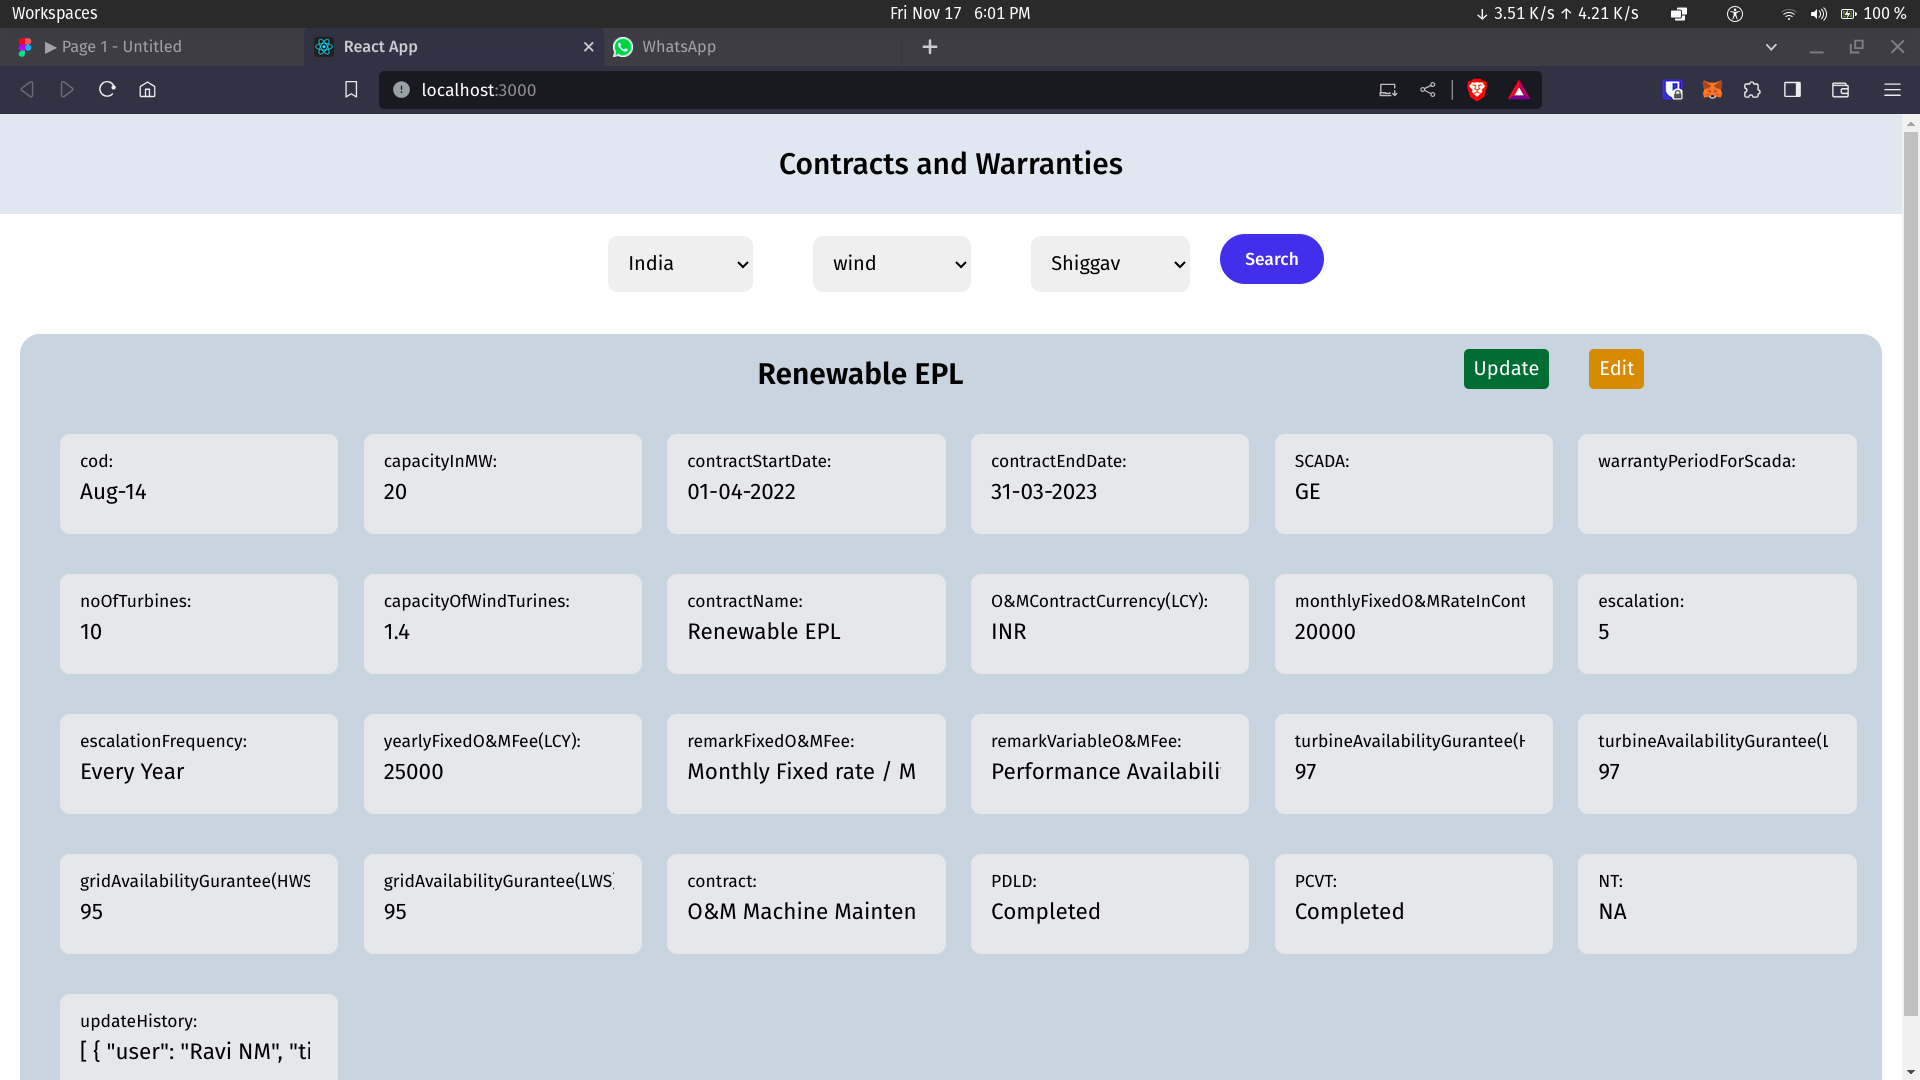 Workspaces
Fri Nov 17 6:01 PM
↓ 3.51 K/s ↑ 4.21 K/s
100 %
▶ Page 1 - Untitled
React App
WhatsApp
localhost:3000
Contracts and Warranties
India
wind
Shiggav
Search
Renewable EPL
Update
Edit
cod:
Aug-14
capacityInMW:
20
contractStartDate:
01-04-2022
contractEndDate:
31-03-2023
SCADA:
GE
warrantyPeriodForScada:
noOfTurbines:
10
capacityOfWindTurines:
1.4
contractName:
Renewable EPL
O&MContractCurrency(LCY):
INR
monthlyFixedO&MRateInCont
20000
escalation:
5
escalationFrequency:
Every Year
yearlyFixedO&MFee(LCY):
25000
remarkFixedO&MFee:
Monthly Fixed rate / M
remarkVariableO&MFee:
Performance Availabili
turbineAvailabilityGurantee(H
97
turbineAvailabilityGurantee(L
97
gridAvailabilityGurantee(HWS
95
gridAvailabilityGurantee(LWS)
95
contract:
O&M Machine Mainten
PDLD:
Completed
PCVT:
Completed
NT:
NA
updateHistory:
[ { "user": "Ravi NM", "ti